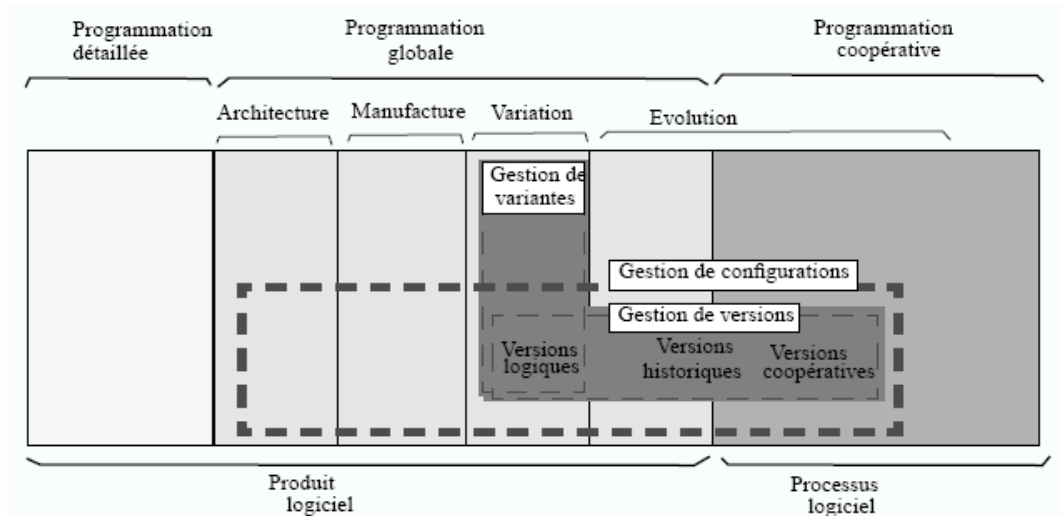 Programmation
détaillée
Programmation
globale
Programmation
coopérative
Architecture
Manufacture
Variation
Evolution
Gestion de
variantes
Gestion de configurations
Gestion de versions
Versions
logiques
Versions
historiques
Versions
coopératives
Produit
logiciel
Processus
logiciel